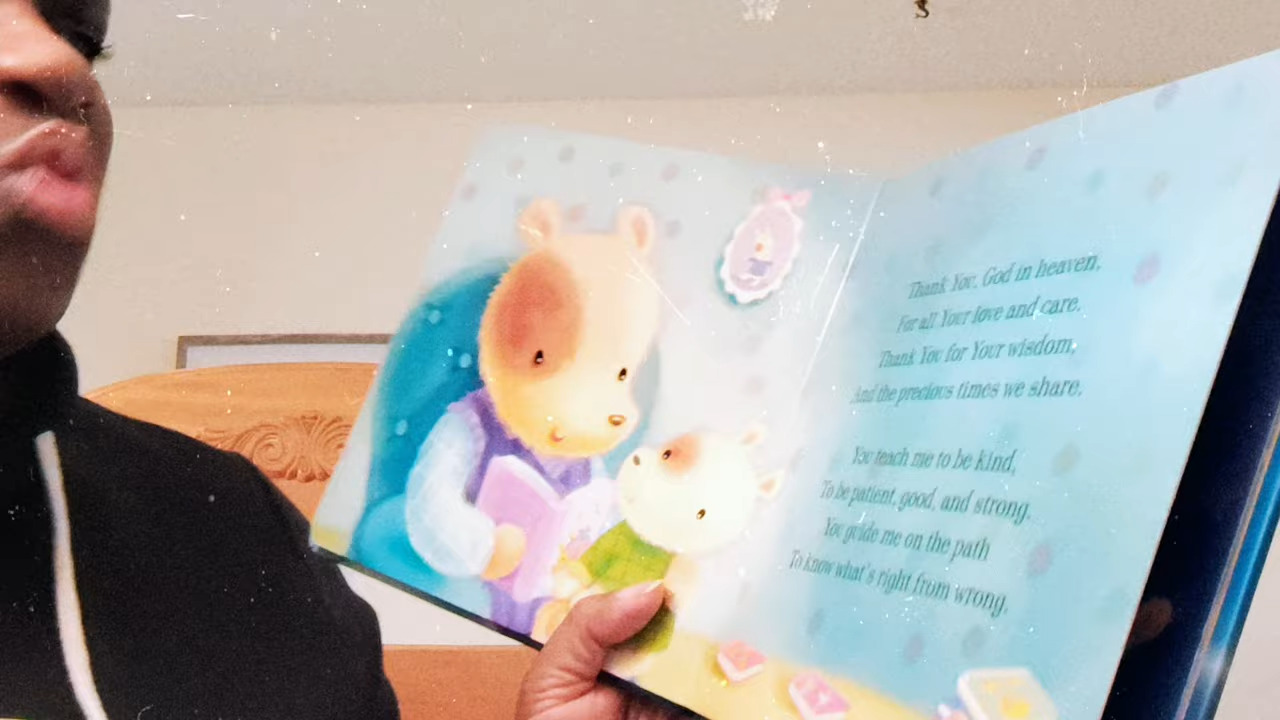 Thank You, God in heaven,
For all Your love and care.
Thank You for Your wisdom,
And the precious times we share.
You teach me to be kind,
To be patient, good, and strong.
You guide me on the path
To know what's right from wrong.